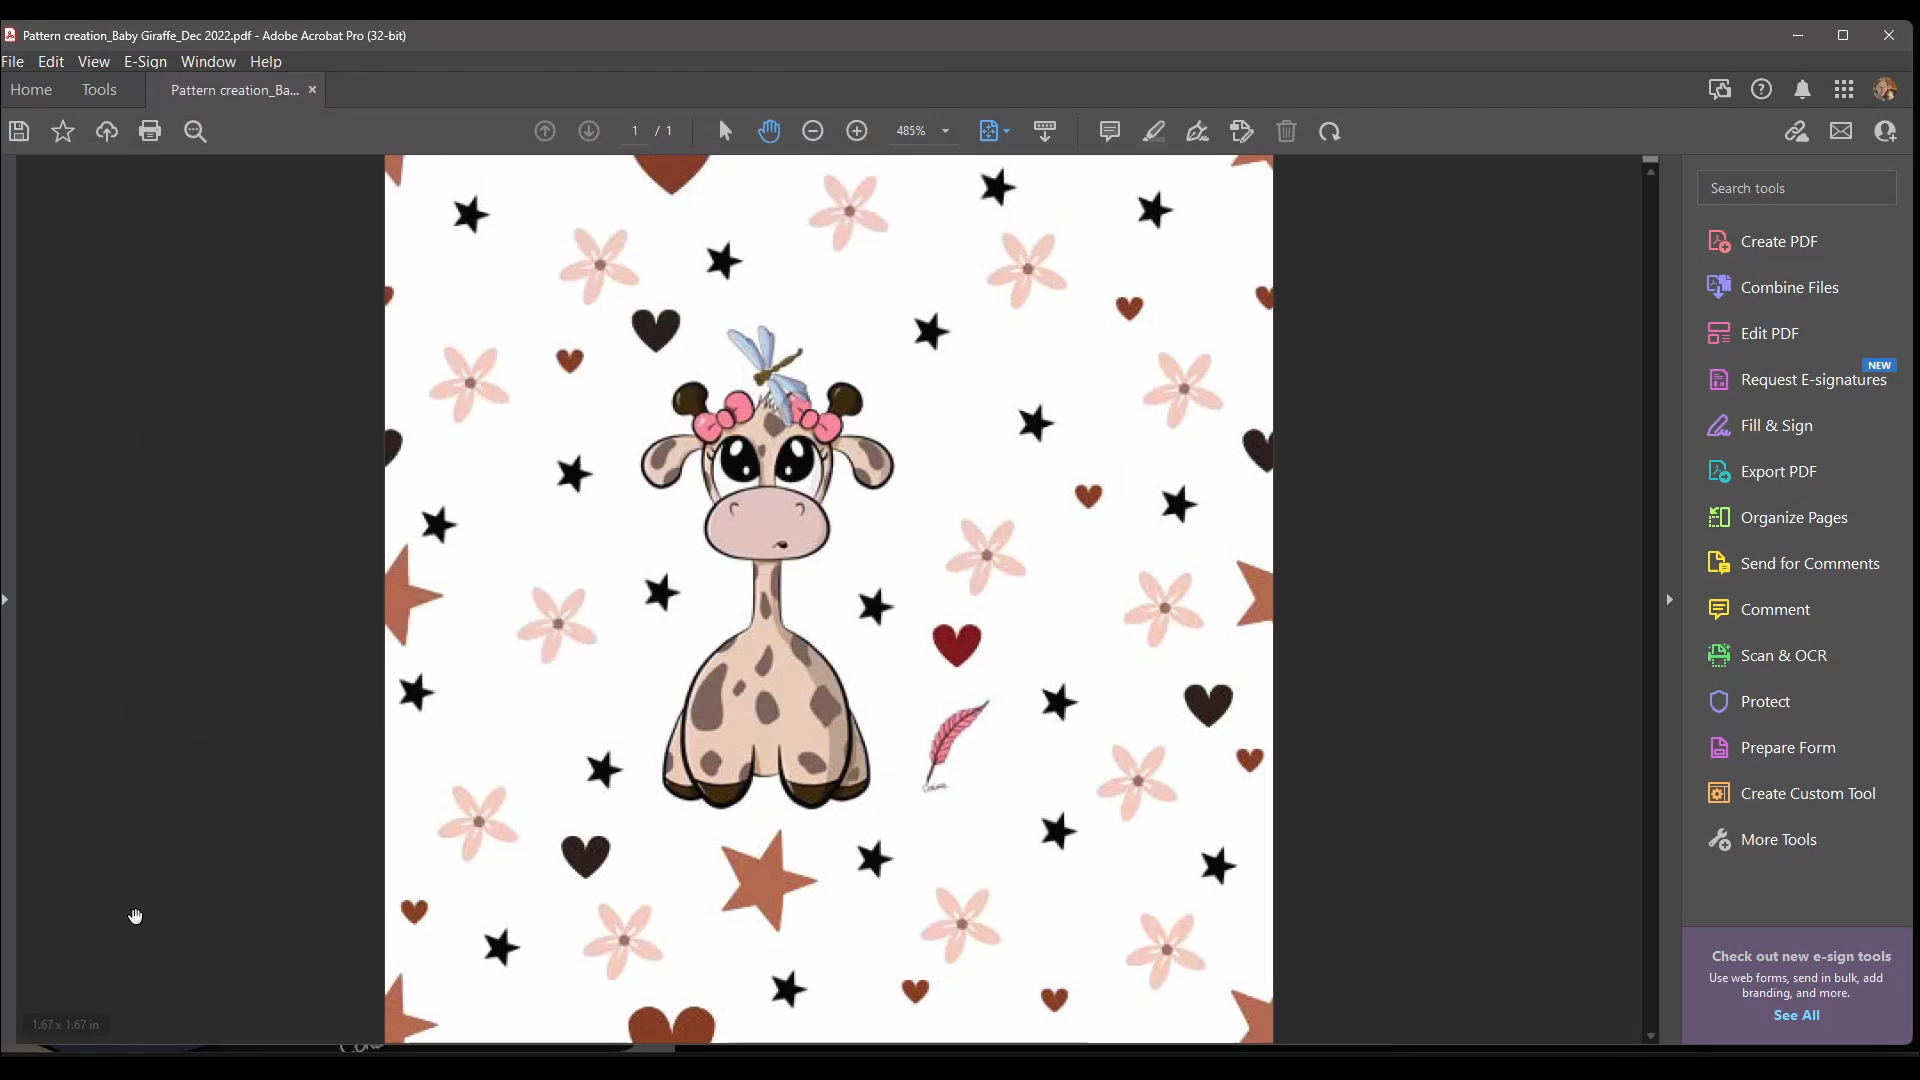 Pattern creation_Baby Giraffe_Dec 2022.pdf - Adobe Acrobat Pro (32-bit)
File Edit View E-Sign Window Help
Home Tools Pattern creation_Ba... ×
1 / 1 485%
Search tools
Create PDF
Combine Files
Edit PDF
NEW
Request E-signatures
Fill & Sign
Export PDF
Organize Pages
Send for Comments
Comment
Scan & OCR
Protect
Prepare Form
Create Custom Tool
More Tools
Check out new e-sign tools
Use web forms, send in bulk, add
branding, and more.
See All
1.67 x 1.67 in